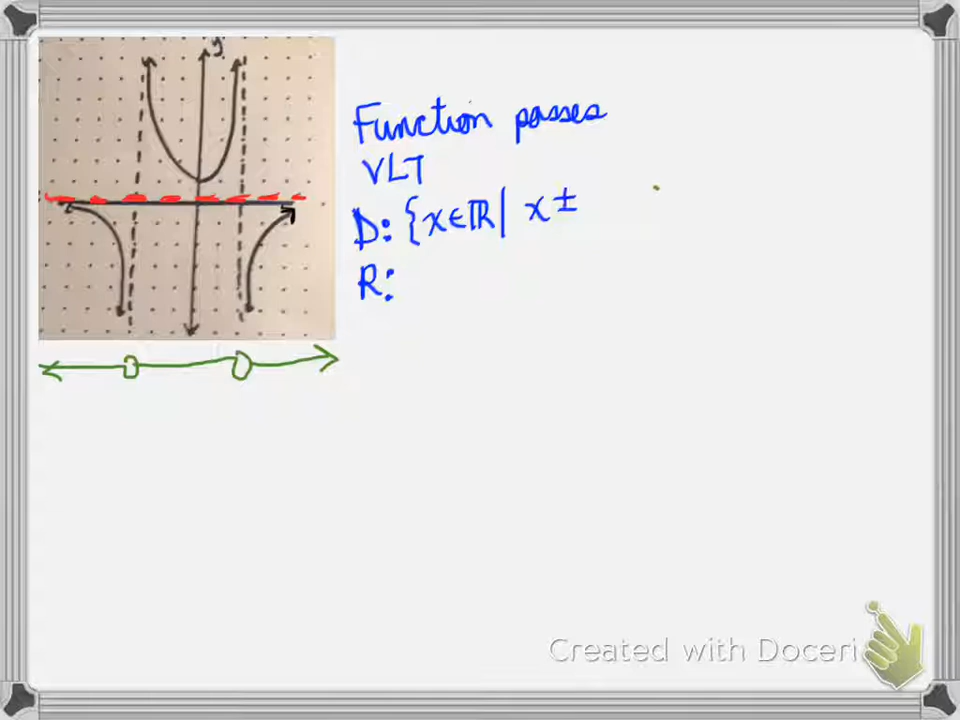 y
Function passes
VLT
D: {x∈ℝ| x ±
R:
Created with Doceri